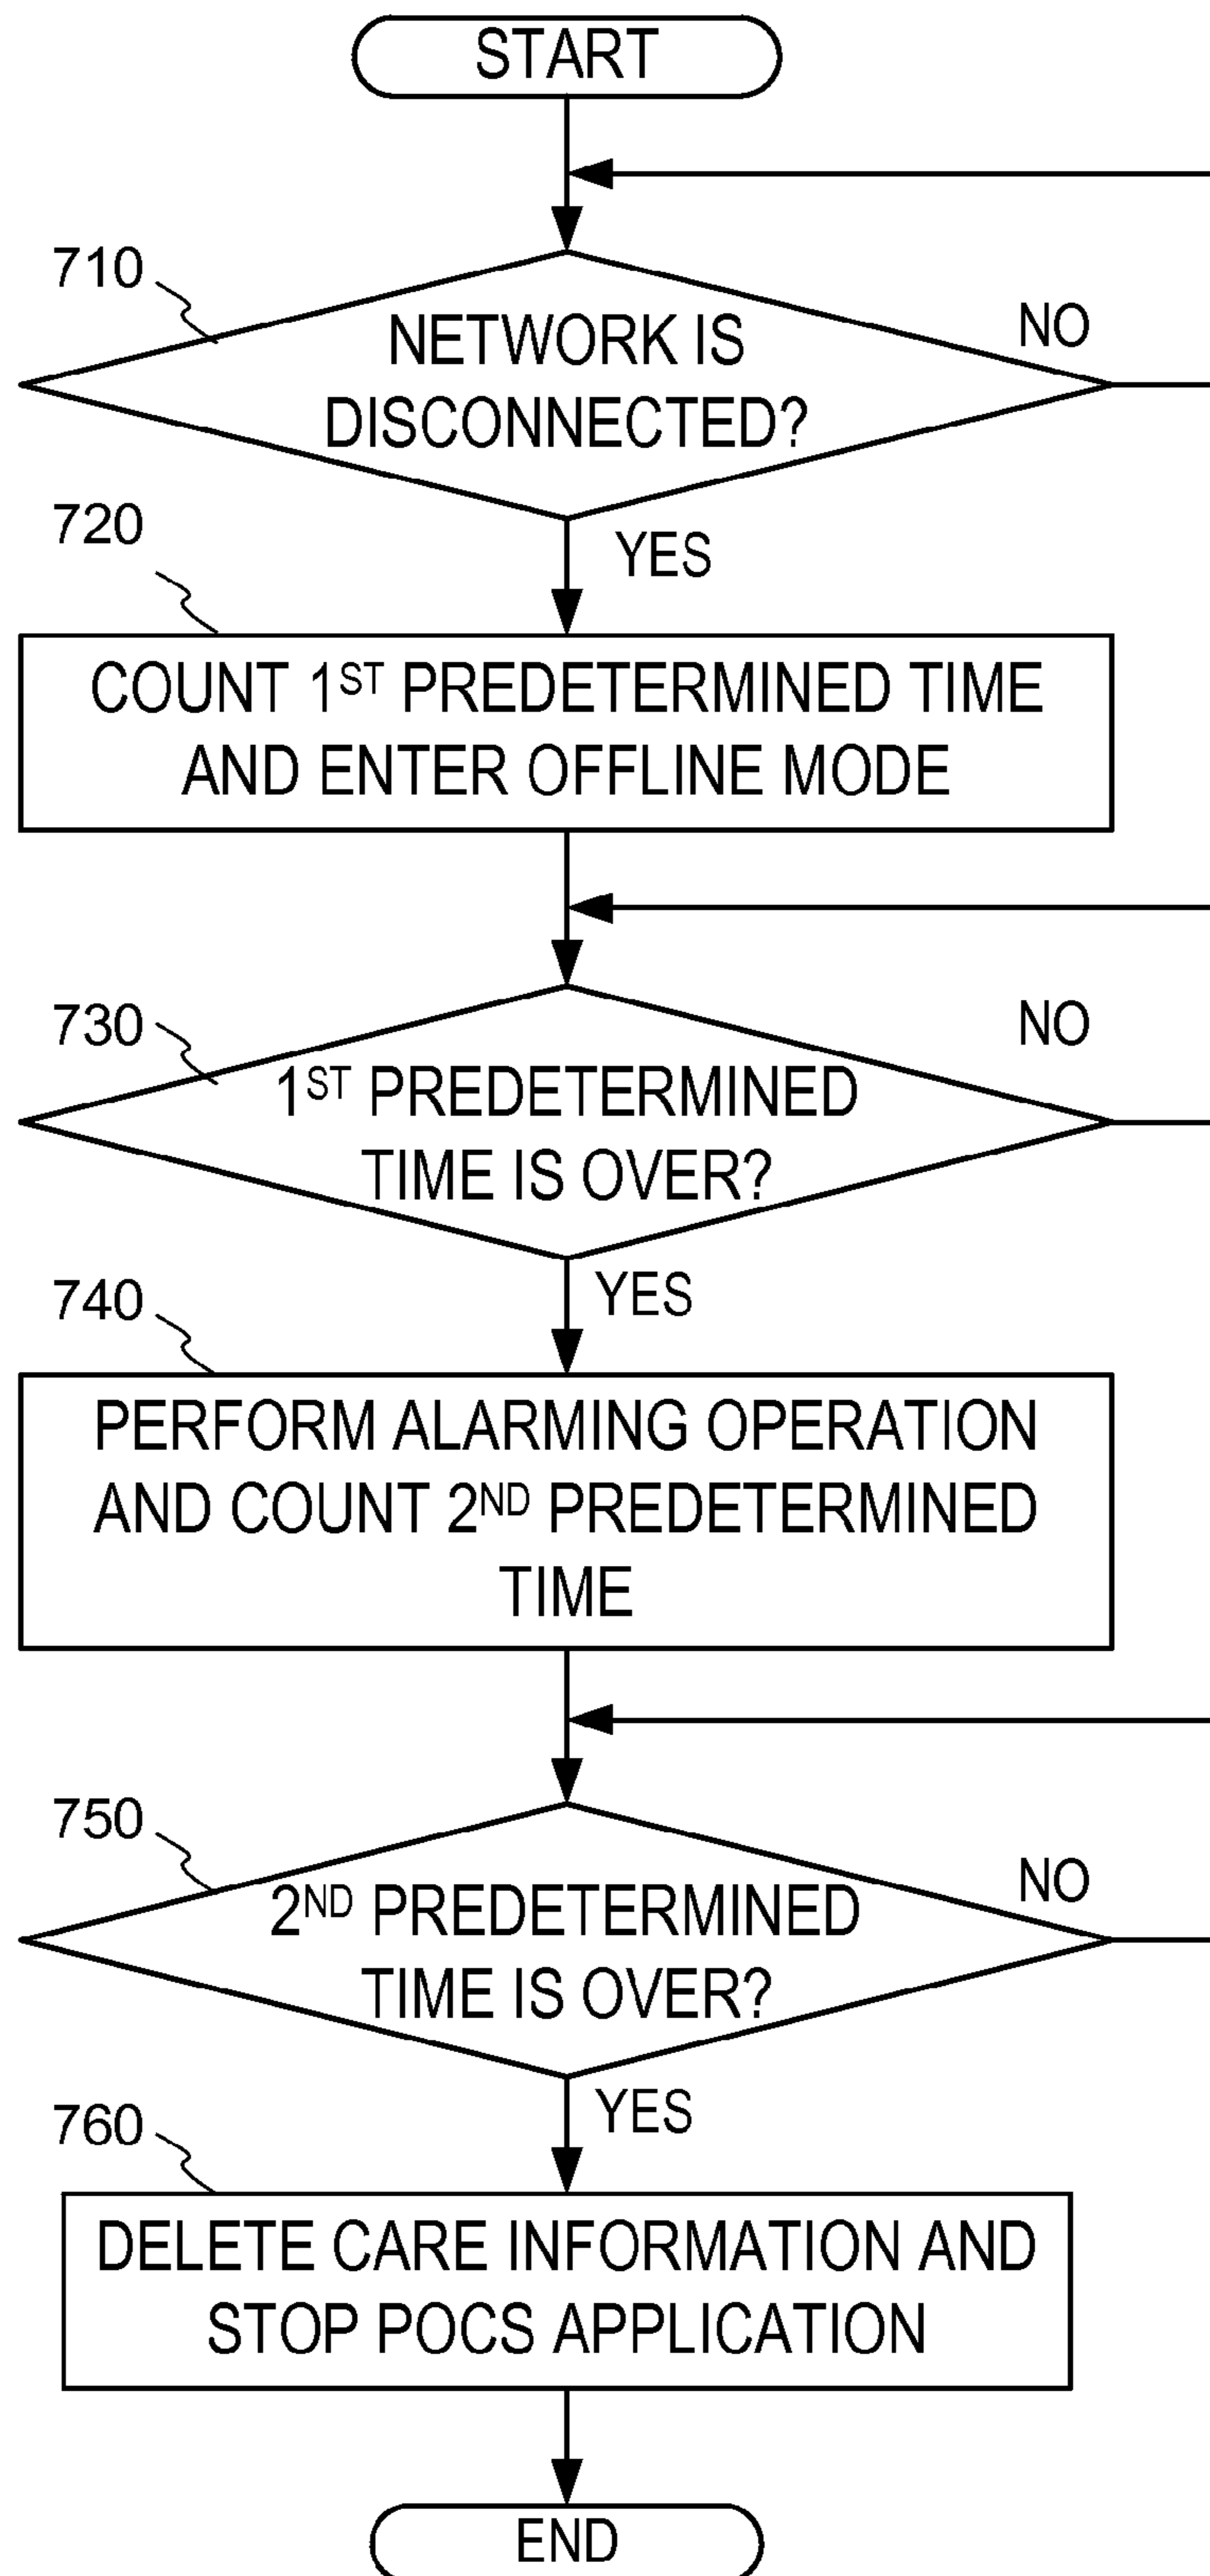 START
710
NETWORK IS
DISCONNECTED?
NO
YES
720
COUNT 1ST PREDETERMINED TIME
AND ENTER OFFLINE MODE
730
1ST PREDETERMINED
TIME IS OVER?
NO
YES
740
PERFORM ALARMING OPERATION
AND COUNT 2ND PREDETERMINED
TIME
750
2ND PREDETERMINED
TIME IS OVER?
NO
YES
760
DELETE CARE INFORMATION AND
STOP POCS APPLICATION
END